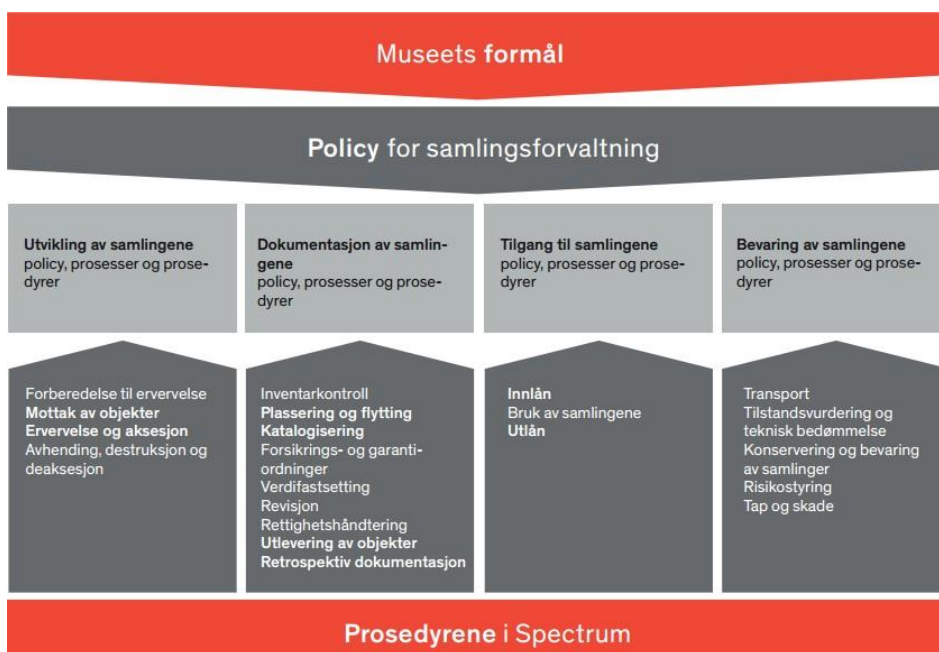 Museets formål
Policy for samlingsforvaltning
Utvikling av samlingene
policy, prosesser og prose-
dyrer
Dokumentasjon av samlin-
gene
policy, prosesser og prose-
dyrer
Tilgang til samlingene
policy, prosesser og prose-
dyrer
Bevaring av samlingene
policy, prosesser og prose-
dyrer
Forberedelse til ervervelse
Mottak av objekter
Ervervelse og aksesjon
Avhending, destruksjon og
deaksesjon
Inventarkontroll
Plassering og flytting
Katalogisering
Forsikrings- og garanti-
ordninger
Verdifastsetting
Revisjon
Rettighetshåndtering
Utlevering av objekter
Retrospektiv dokumentasjon
Innlån
Bruk av samlingene
Utlån
Transport
Tilstandsvurdering og
teknisk bedømmelse
Konservering og bevaring
av samlinger
Risikostyring
Tap og skade
Prosedyrene i Spectrum